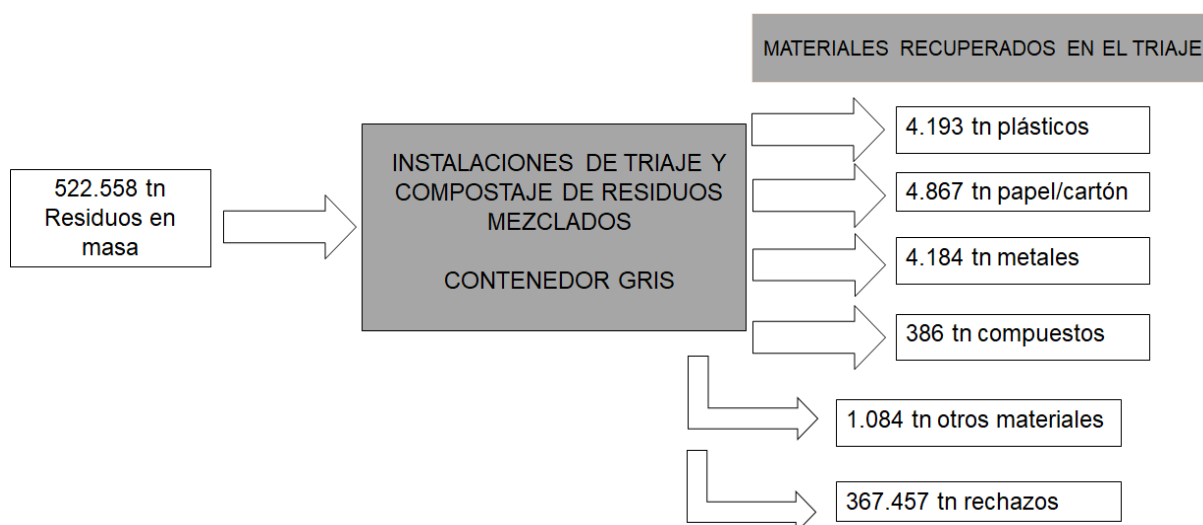 MATERIALES RECUPERADOS EN EL TRIAJE
522.558 tn
Residuos en
masa
INSTALACIONES DE TRIAJE Y
COMPOSTAJE DE RESIDUOS
MEZCLADOS
CONTENEDOR GRIS
4.193 tn plásticos
4.867 tn papel/cartón
4.184 tn metales
386 tn compuestos
1.084 tn otros materiales
367.457 tn rechazos